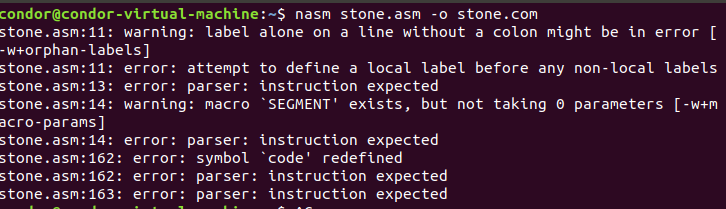 condor@condor-virtual-machine:~$ nasm stone.asm -o stone.com
stone.asm:11: warning: label alone on a line without a colon might be in error [
-w+orphan-labels]
stone.asm:11: error: attempt to define a local label before any non-local labels
stone.asm:13: error: parser: instruction expected
stone.asm:14: warning: macro `SEGMENT' exists, but not taking 0 parameters [-w+m
acro-params]
stone.asm:14: error: parser: instruction expected
stone.asm:162: error: symbol `code' redefined
stone.asm:162: error: parser: instruction expected
stone.asm:163: error: parser: instruction expected